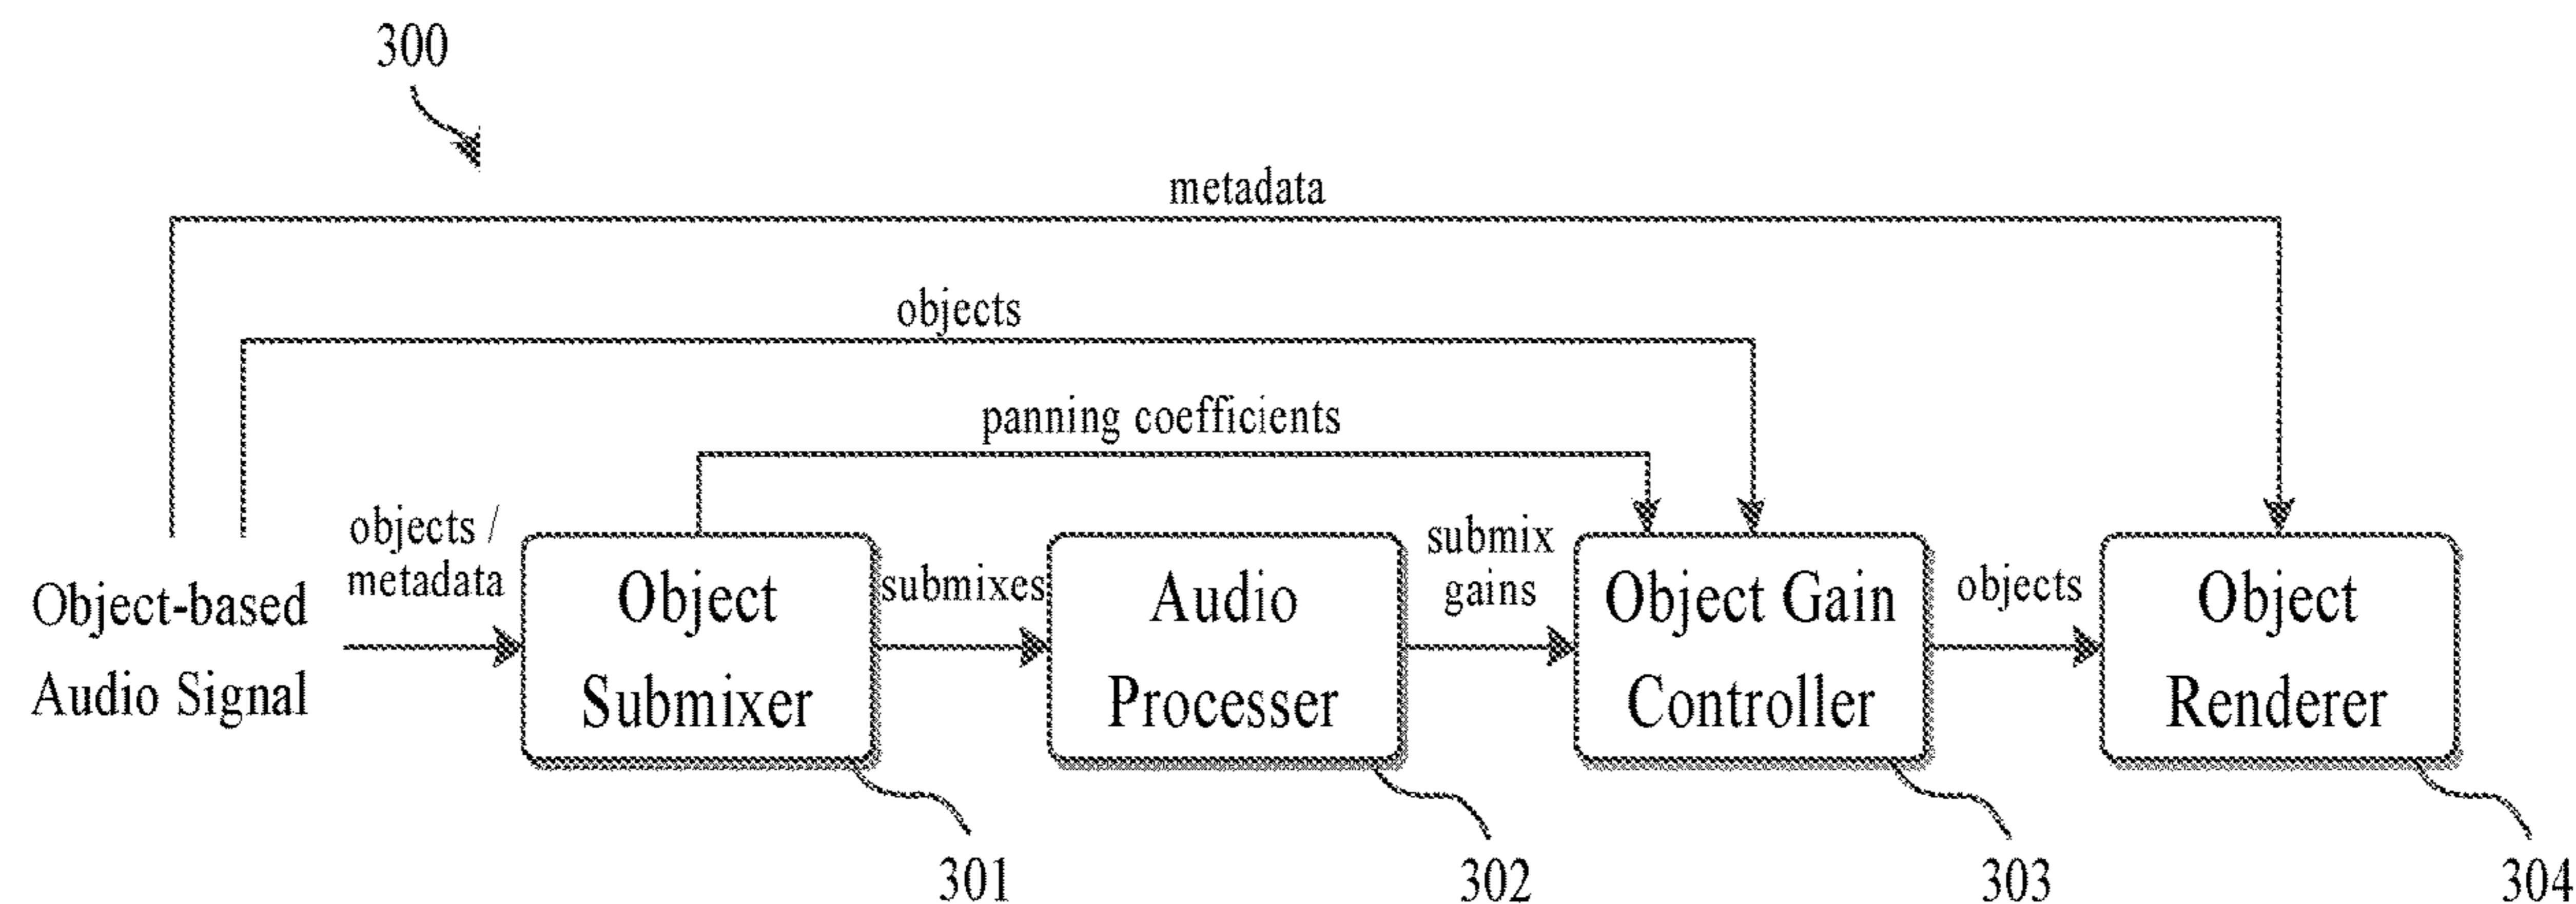 300
metadata
objects
panning coefficients
objects /
metadata
submixes
submix
gains
objects
Object-based
Audio Signal
Object
Submixer
Audio
Processer
Object Gain
Controller
Object
Renderer
301
302
303
304